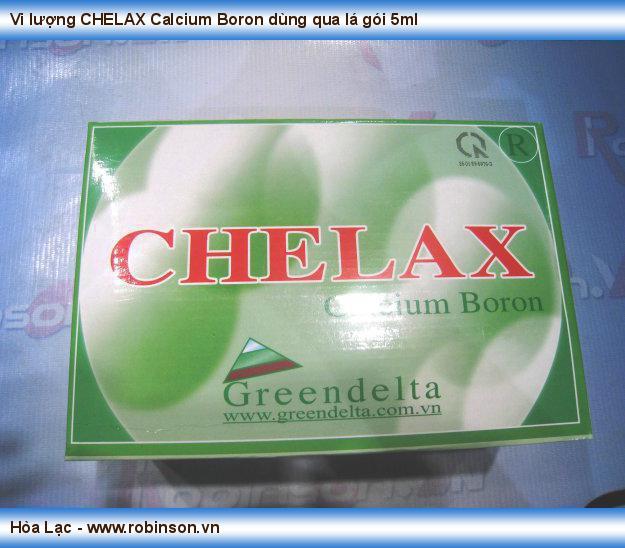 Vi lượng CHELAX Calcium Boron dùng qua lá gói 5ml
R
CHELAX
Calcium Boron
Greendelta
www.greendelta.com.vn
Hòa Lạc - www.robinson.vn